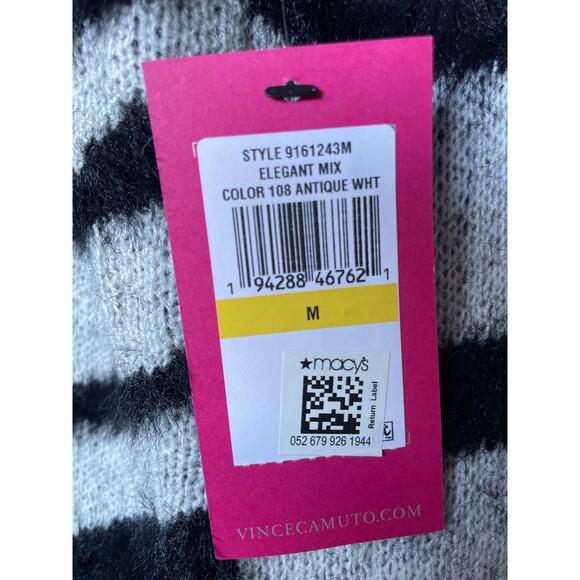 STYLE 9161243M
ELEGANT MIX
COLOR 108 ANTIQUE WHT
1 94288 46762 1
M
★macy's
Return Label
052 679 926 1944
VINCECAMUTO.COM